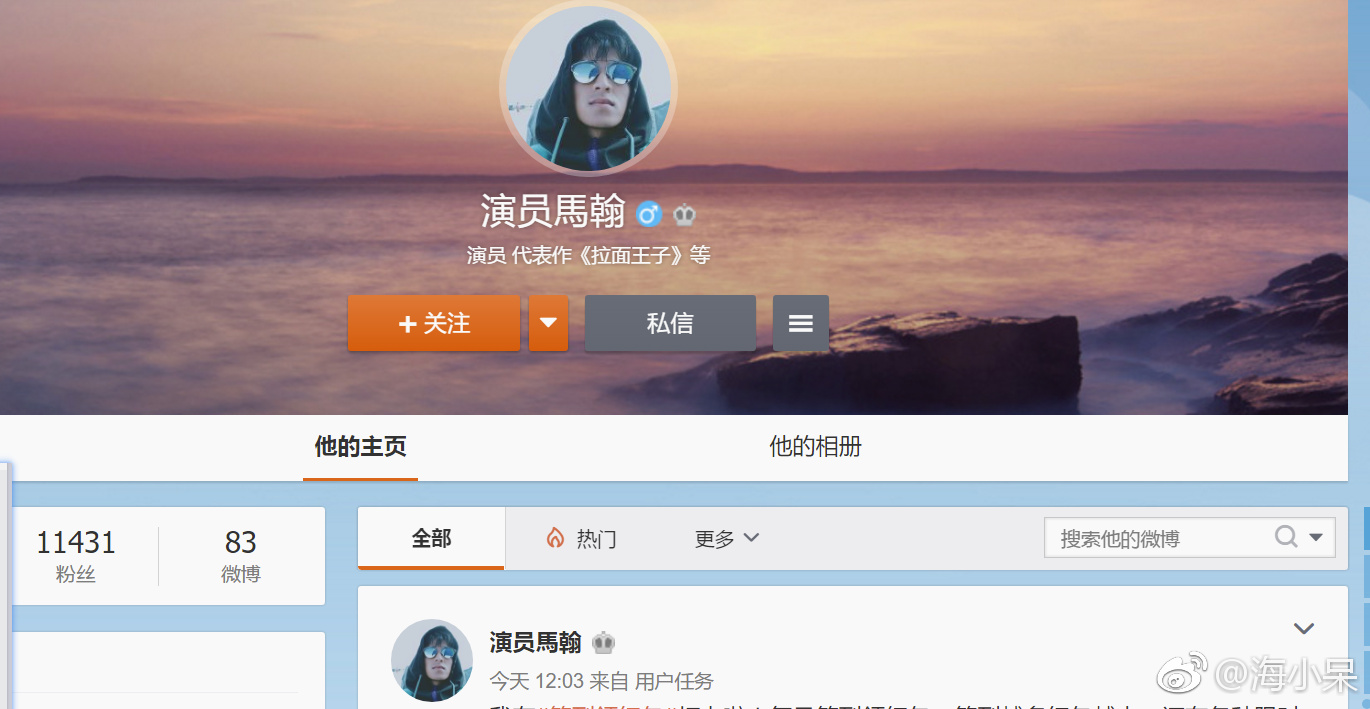 演员馬翰
演员 代表作《拉面王子》等
+ 关注
私信
他的主页
他的相册
11431
粉丝
83
微博
全部
热门
更多
搜索他的微博
演员馬翰
今天 12:03 来自 用户任务
@海小呆